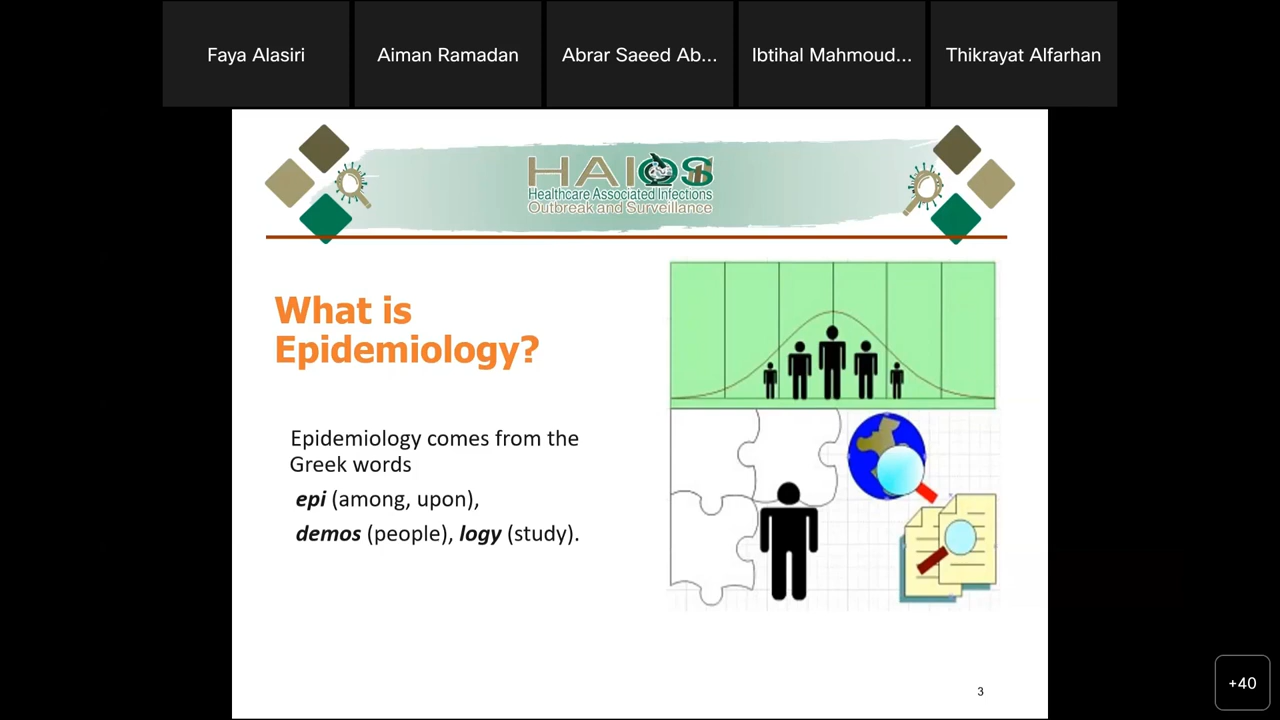 Faya Alasiri
Aiman Ramadan
Abrar Saeed Ab...
Ibtihal Mahmoud...
Thikrayat Alfarhan
HAIOS
Healthcare Associated Infections
Outbreak and Surveillance
What is
Epidemiology?
Epidemiology comes from the
Greek words
epi (among, upon),
demos (people), logy (study).
3
+40